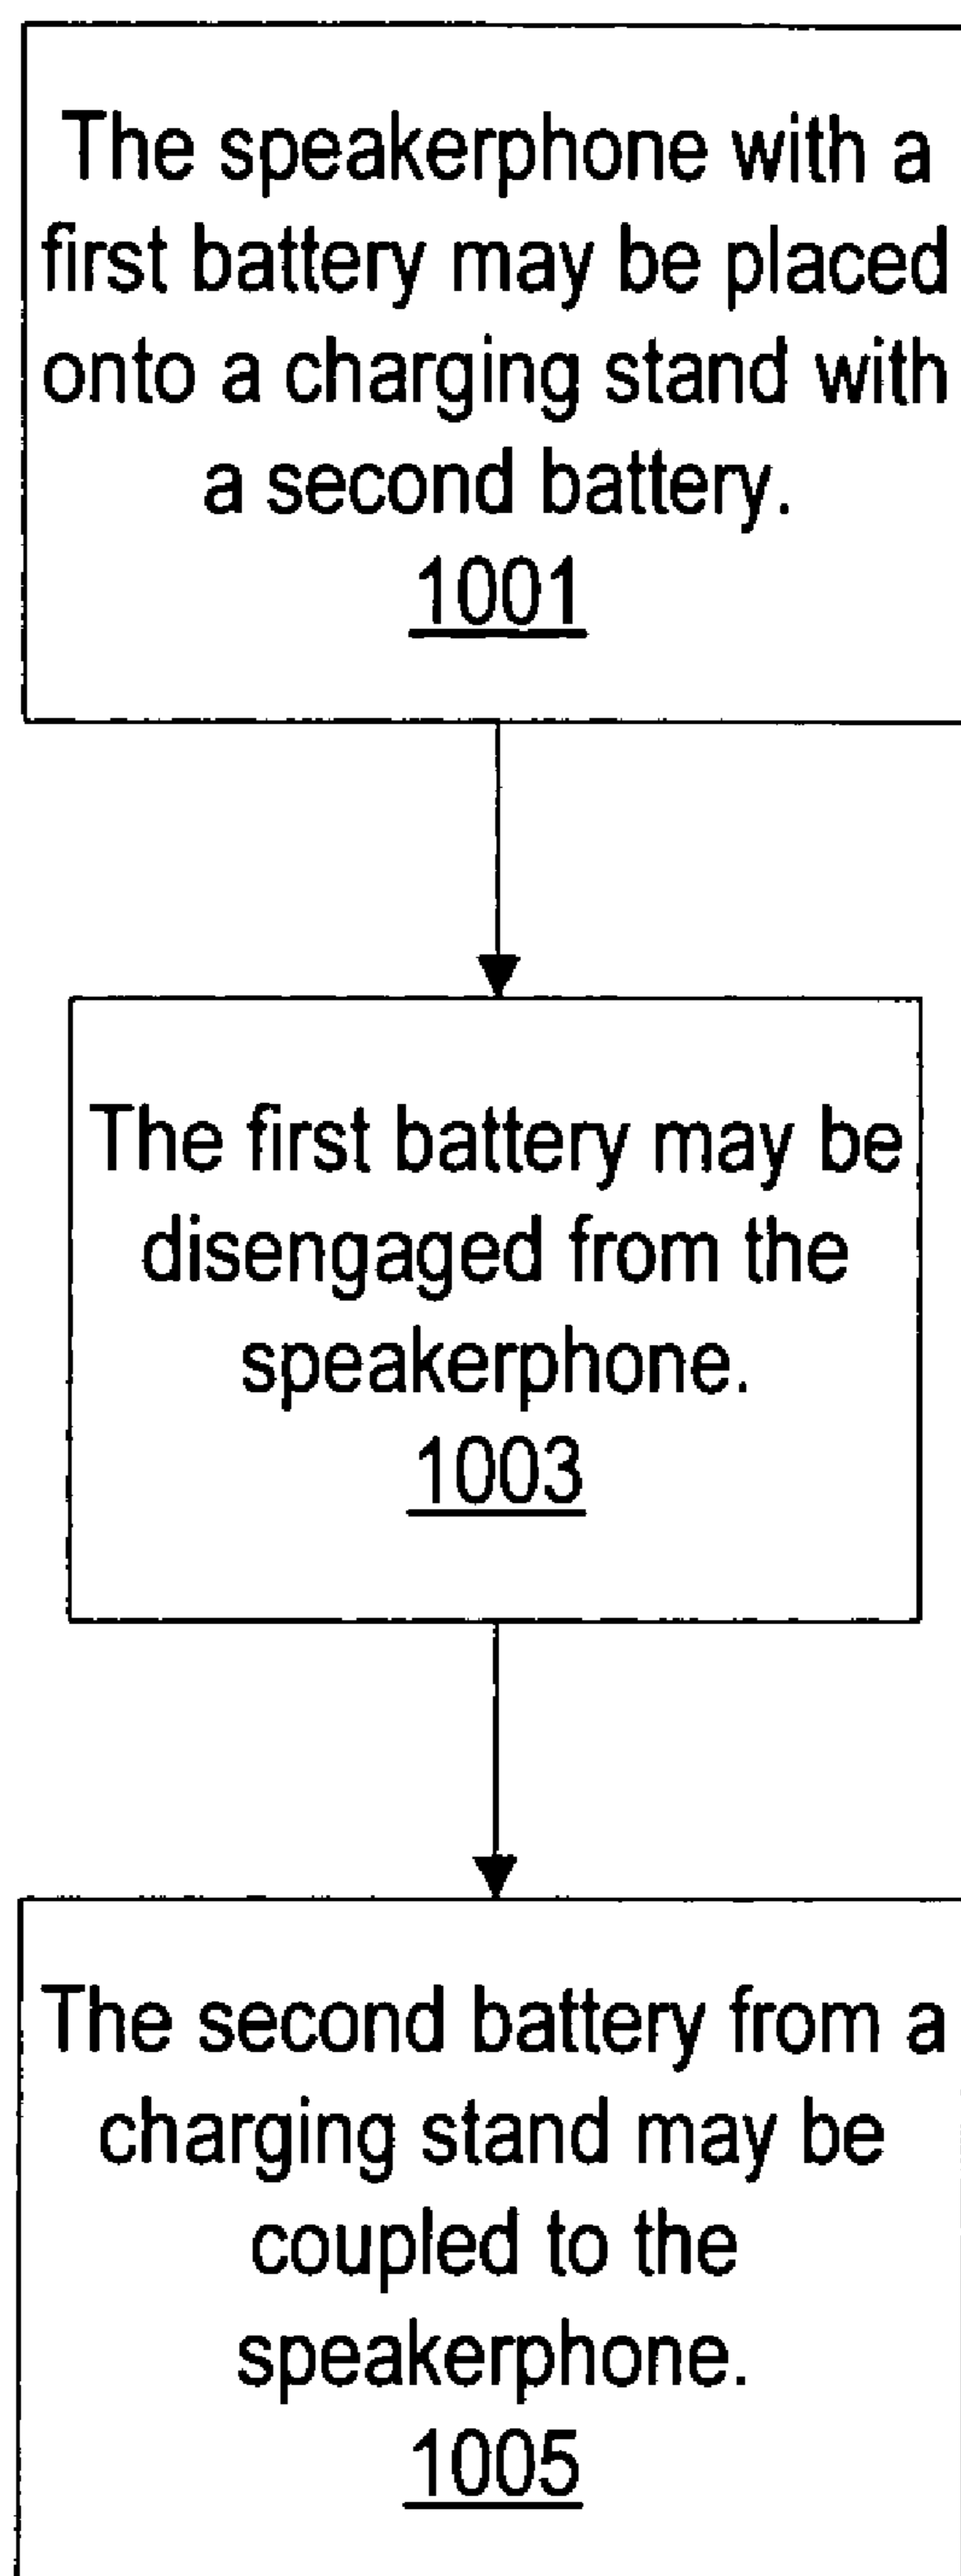 The speakerphone with a
first battery may be placed
onto a charging stand with
a second battery.
1001
The first battery may be
disengaged from the
speakerphone.
1003
The second battery from a
charging stand may be
coupled to the
speakerphone.
1005